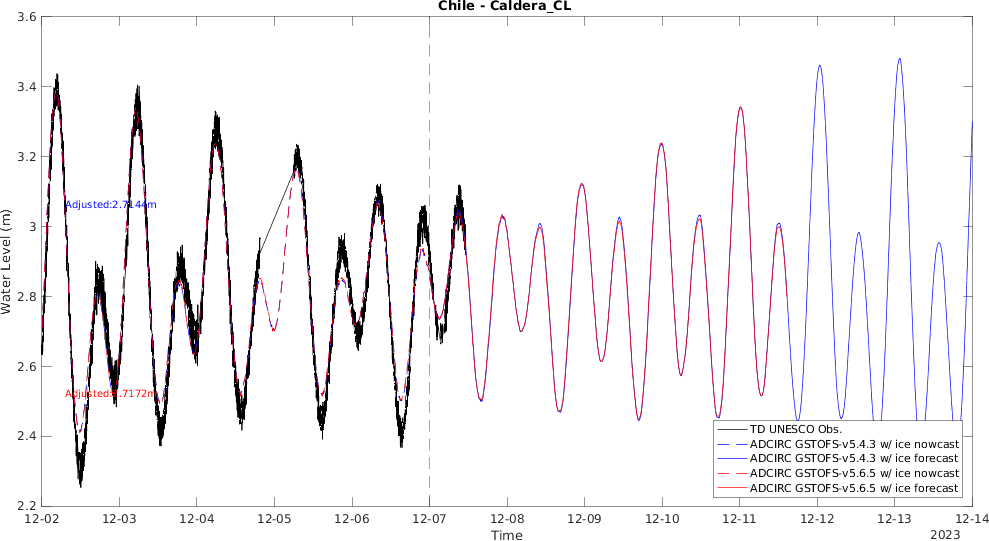 Chile - Caldera_CL
3.6
3.4
3.2
3
2.8
2.6
2.4
2.2
Water Level (m)
Adjusted:2.7144m
Adjusted:2.7172m
TD UNESCO Obs.
ADCIRC GSTOFS-v5.4.3 w/ ice nowcast
ADCIRC GSTOFS-v5.4.3 w/ ice forecast
ADCIRC GSTOFS-v5.6.5 w/ ice nowcast
ADCIRC GSTOFS-v5.6.5 w/ ice forecast
12-02 12-03 12-04 12-05 12-06 12-07 12-08 12-09 12-10 12-11 12-12 12-13 12-14
Time
2023